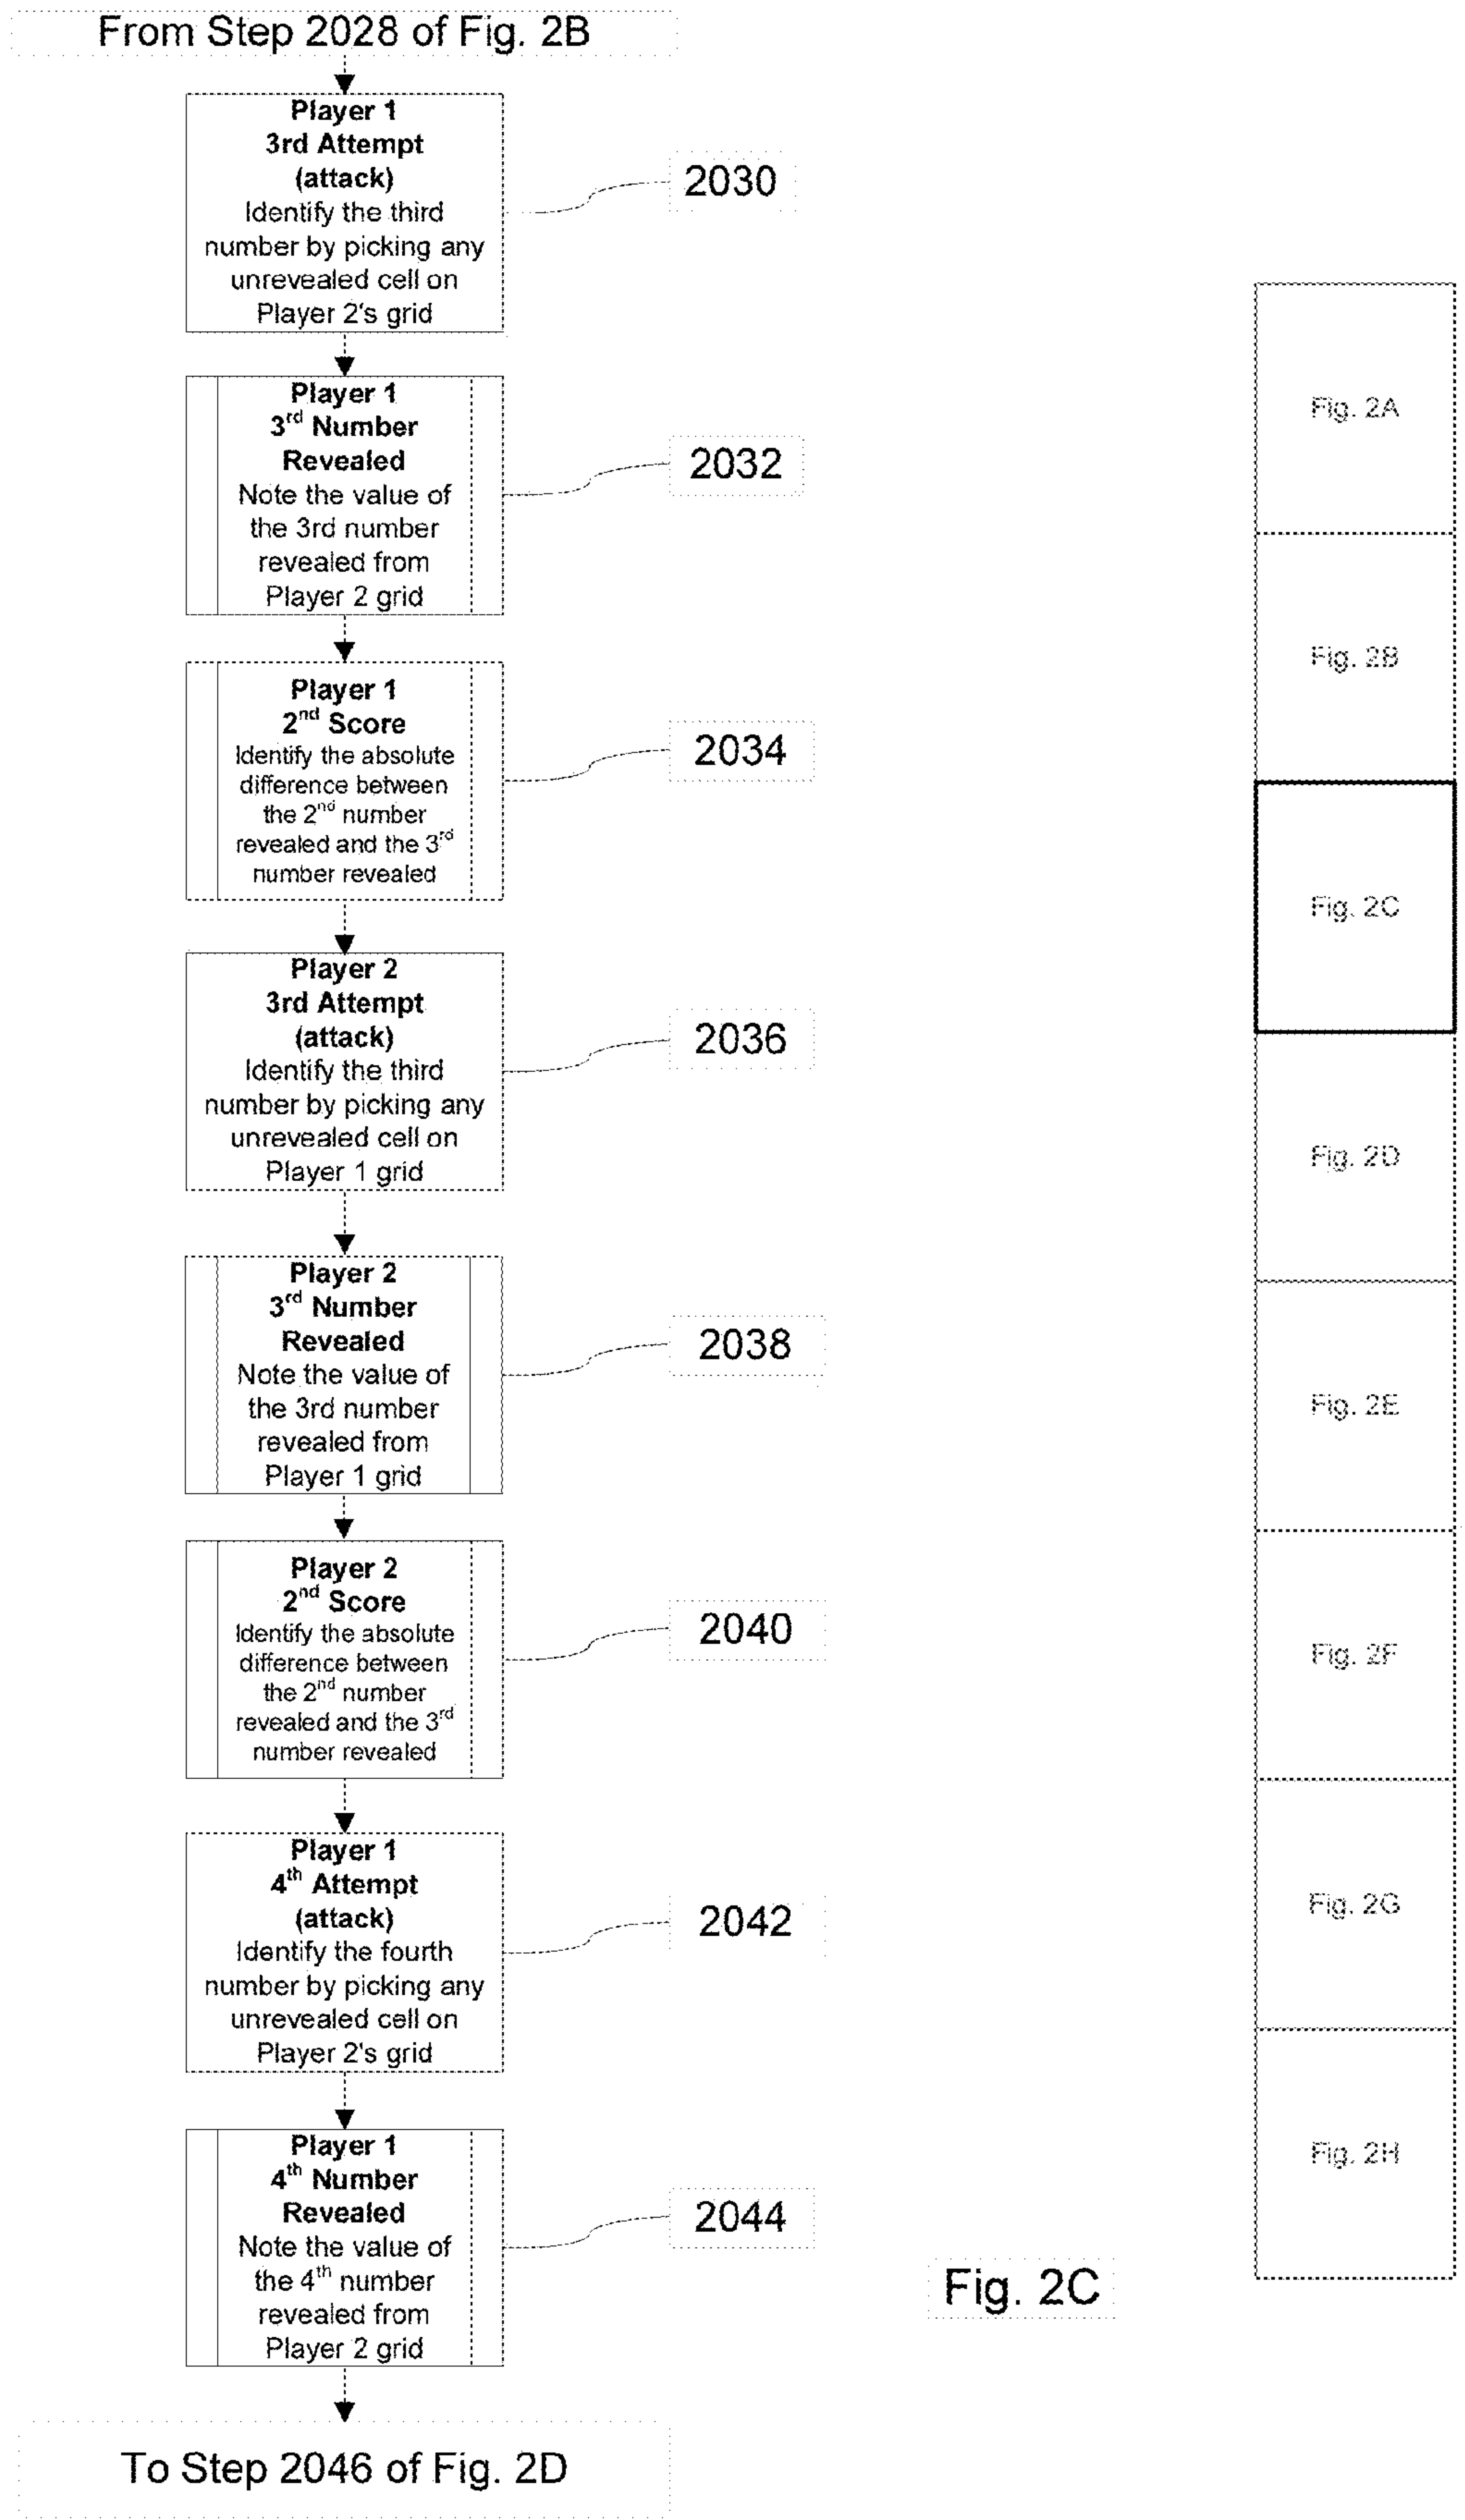 From Step 2028 of Fig. 2B
Player 1
3rd Attempt
(attack)
Identify the third
number by picking any
unrevealed cell on
Player 2's grid
2030
Player 1
3rd Number
Revealed
Note the value of
the 3rd number
revealed from
Player 2 grid
2032
Player 1
2nd Score
Identify the absolute
difference between
the 2nd number
revealed and the 3rd
number revealed
2034
Player 2
3rd Attempt
(attack)
Identify the third
number by picking any
unrevealed cell on
Player 1 grid
2036
Player 2
3rd Number
Revealed
Note the value of
the 3rd number
revealed from
Player 1 grid
2038
Player 2
2nd Score
Identify the absolute
difference between
the 2nd number
revealed and the 3rd
number revealed
2040
Player 1
4th Attempt
(attack)
Identify the fourth
number by picking any
unrevealed cell on
Player 2's grid
2042
Player 1
4th Number
Revealed
Note the value of
the 4th number
revealed from
Player 2 grid
2044
To Step 2046 of Fig. 2D
Fig. 2A
Fig. 2B
Fig. 2C
Fig. 2D
Fig. 2E
Fig. 2F
Fig. 2G
Fig. 2H
Fig. 2C